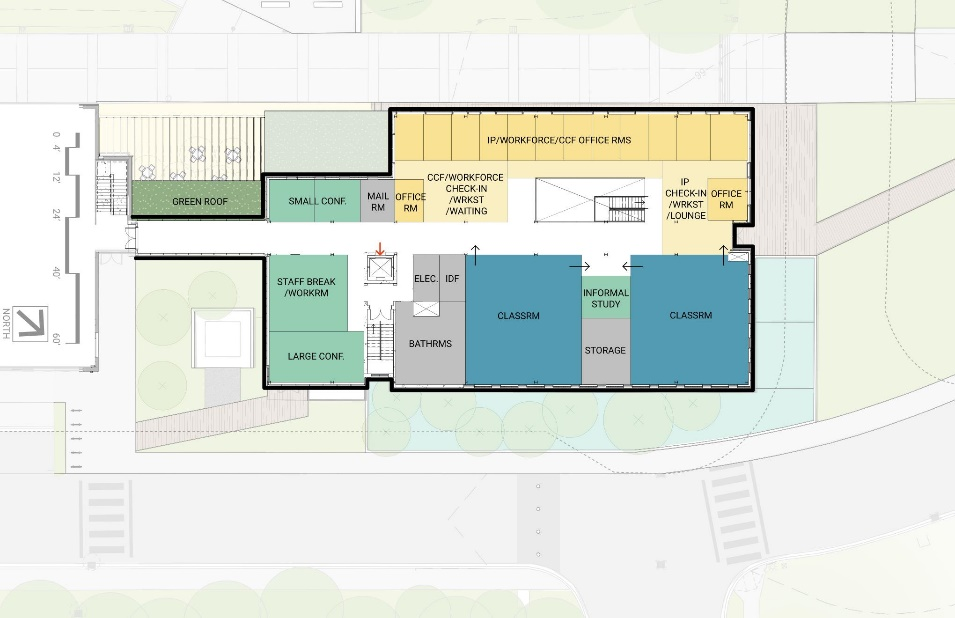 IP/WORKFORCE/CCF OFFICE RMS
0
4'
12'
24'
40'
60'
NORTH
GREEN ROOF
SMALL CONF.
MAIL
RM
OFFICE
RM
CCF/WORKFORCE
CHECK-IN
/WRKST
/WAITING
IP
CHECK-IN
/WRKST
/LOUNGE
OFFICE
RM
STAFF BREAK
/WORKRM
ELEC.
IDF
CLASSRM
INFORMAL
STUDY
CLASSRM
LARGE CONF.
BATHRMS
STORAGE